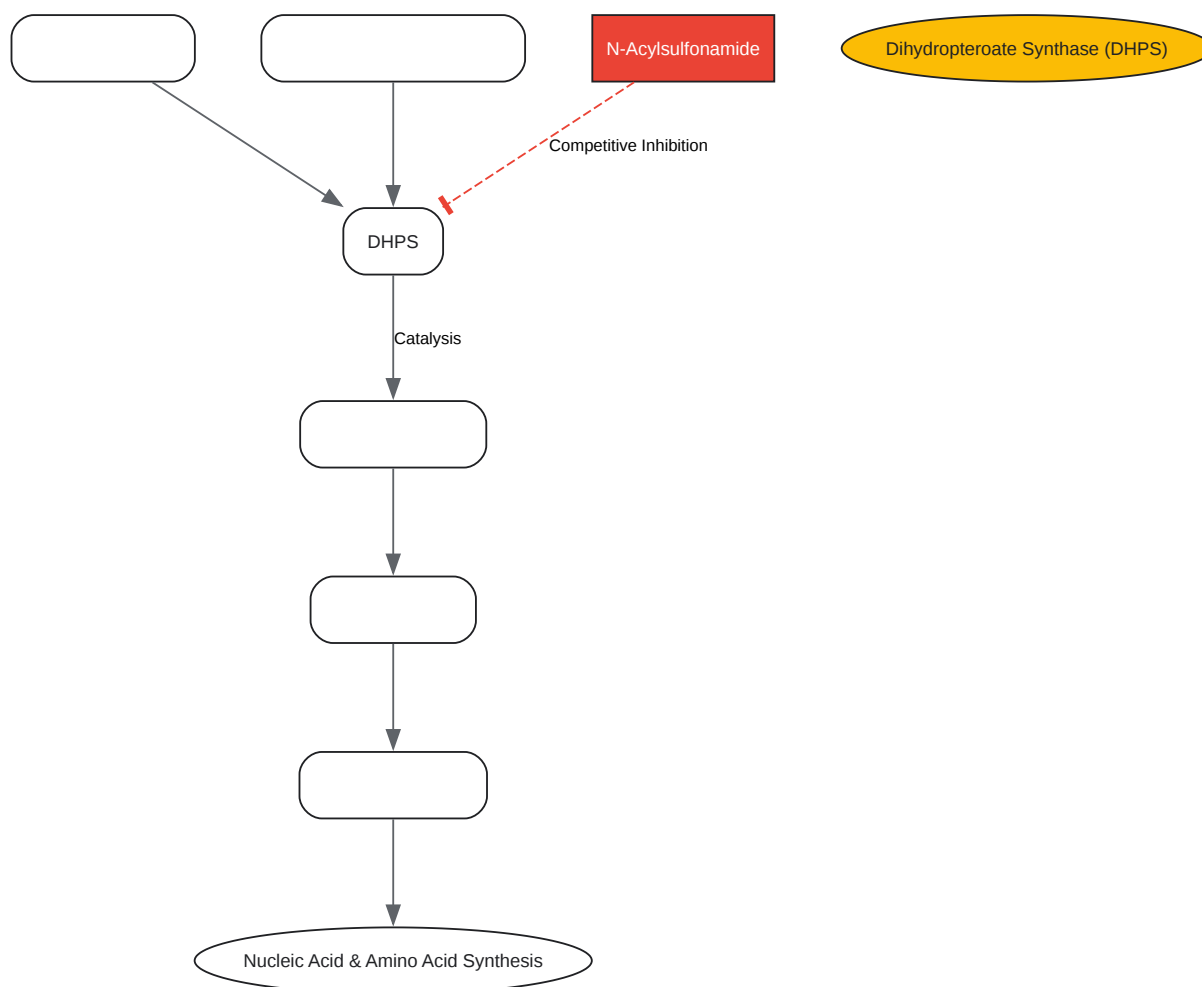 N-Acylsulfonamide
Dihydropteroate Synthase (DHPS)
Competitive Inhibition
DHPS
Catalysis
Nucleic Acid & Amino Acid Synthesis